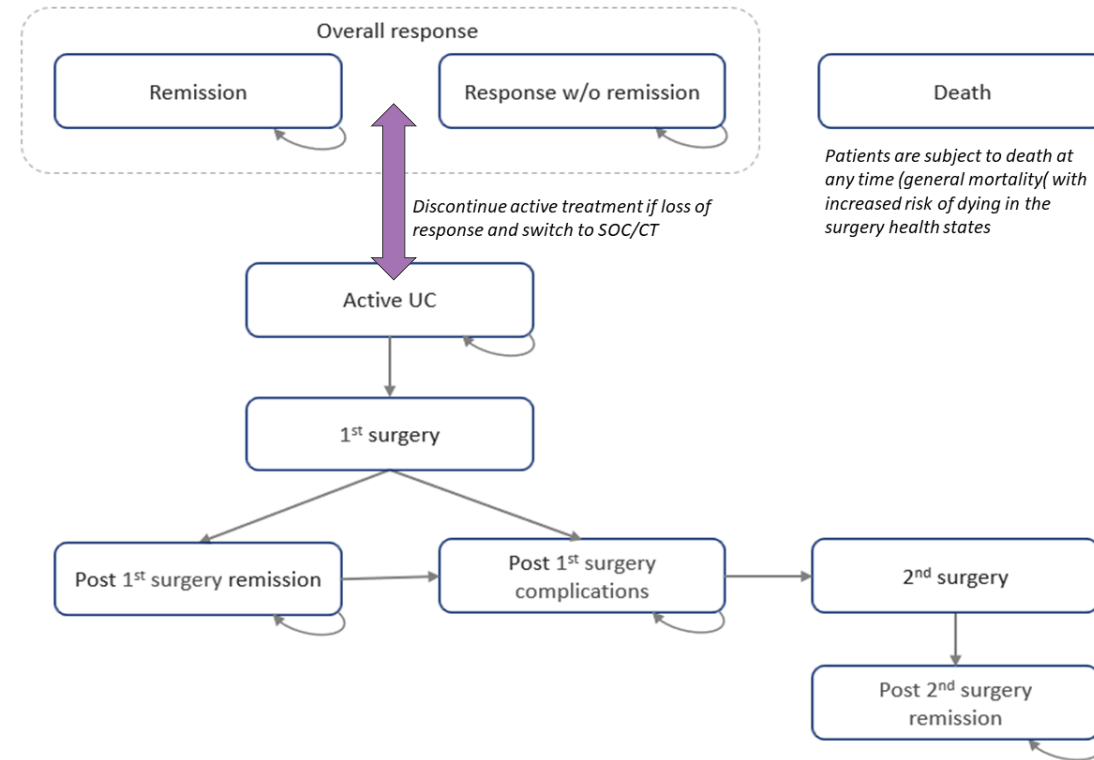 Overall response
Remission
Response w/o remission
Death
Patients are subject to death at
any time (general mortality( with
increased risk of dying in the
surgery health states
Discontinue active treatment if loss of
response and switch to SOC/CT
Active UC
1st surgery
Post 1st surgery remission
Post 1st surgery
complications
2nd surgery
Post 2nd surgery
remission